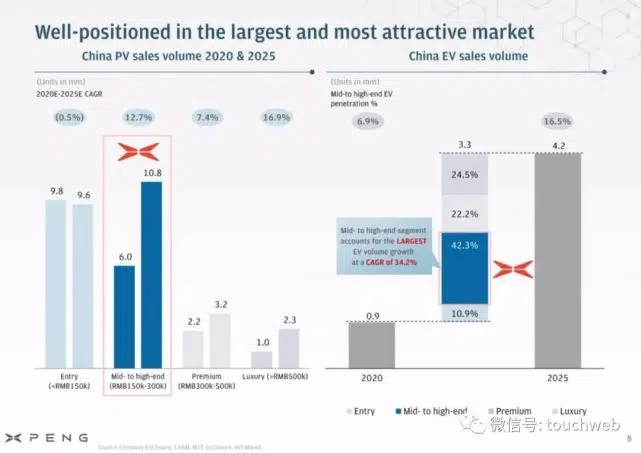 Well-positioned in the largest and most attractive market
China PV sales volume 2020 & 2025
(Units in mm)
2020E-2025E CAGR
(0.5%) 12.7% 7.4% 16.9%
9.8 9.6
6.0 10.8
2.2 3.2
1.0 2.3
Entry
(<RMB150k)
Mid- to high-end
(RMB150k-300k)
Premium
(RMB300k-500k)
Luxury (>RMB500k)
China EV sales volume
(Units in mm)
Mid-to high-end EV
penetration %
6.9% 16.5%
3.3 4.2
24.5%
22.2%
42.3%
10.9%
0.9
Mid- to high-end segment
accounts for the LARGEST
EV volume growth
at a CAGR of 34.2%
2020 2025
Entry Mid- to high-end Premium Luxury
XPENG
Source: Company Disclosure, CAAM, MIIT disclosure, IHS Markit
微信号: touchweb
8